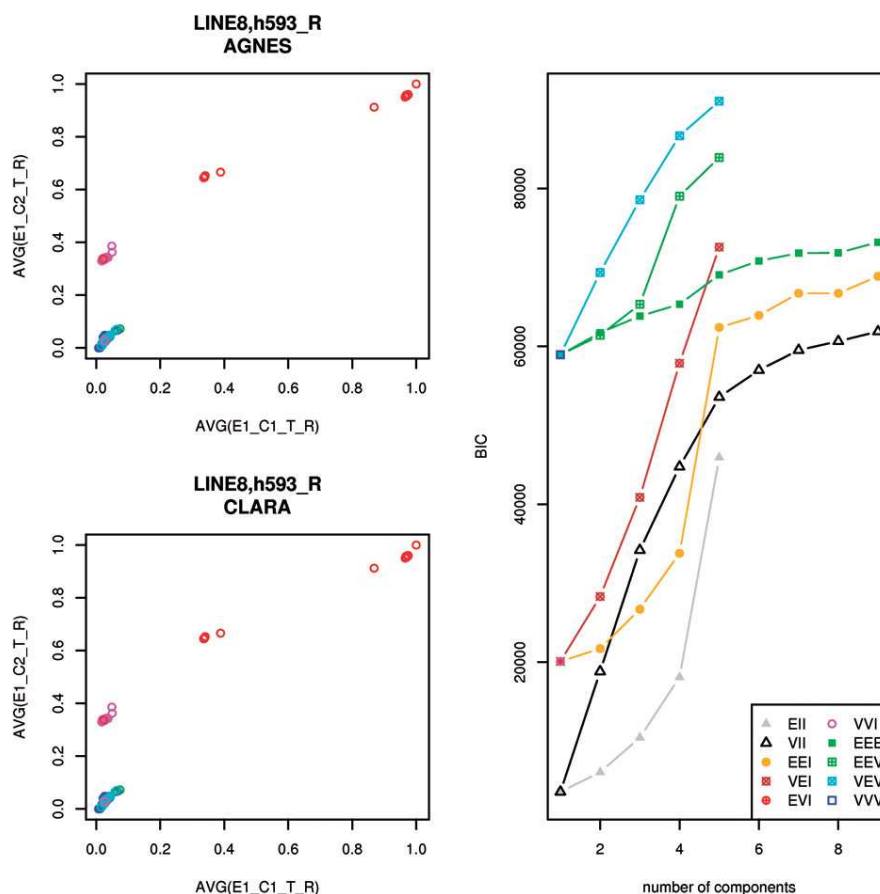 LINE8,h593_R
AGNES
AVG(E1_C2_T_R)
1.0
0.8
0.6
0.4
0.2
0.0
0.0 0.2 0.4 0.6 0.8 1.0
AVG(E1_C1_T_R)
LINE8,h593_R
CLARA
AVG(E1_C2_T_R)
1.0
0.8
0.6
0.4
0.2
0.0
0.0 0.2 0.4 0.6 0.8 1.0
AVG(E1_C1_T_R)
BIC
80000
60000
40000
20000
EII VVI
VII EEE
EEI EEV
VEI VEV
EVI VVV
2 4 6 8
number of components